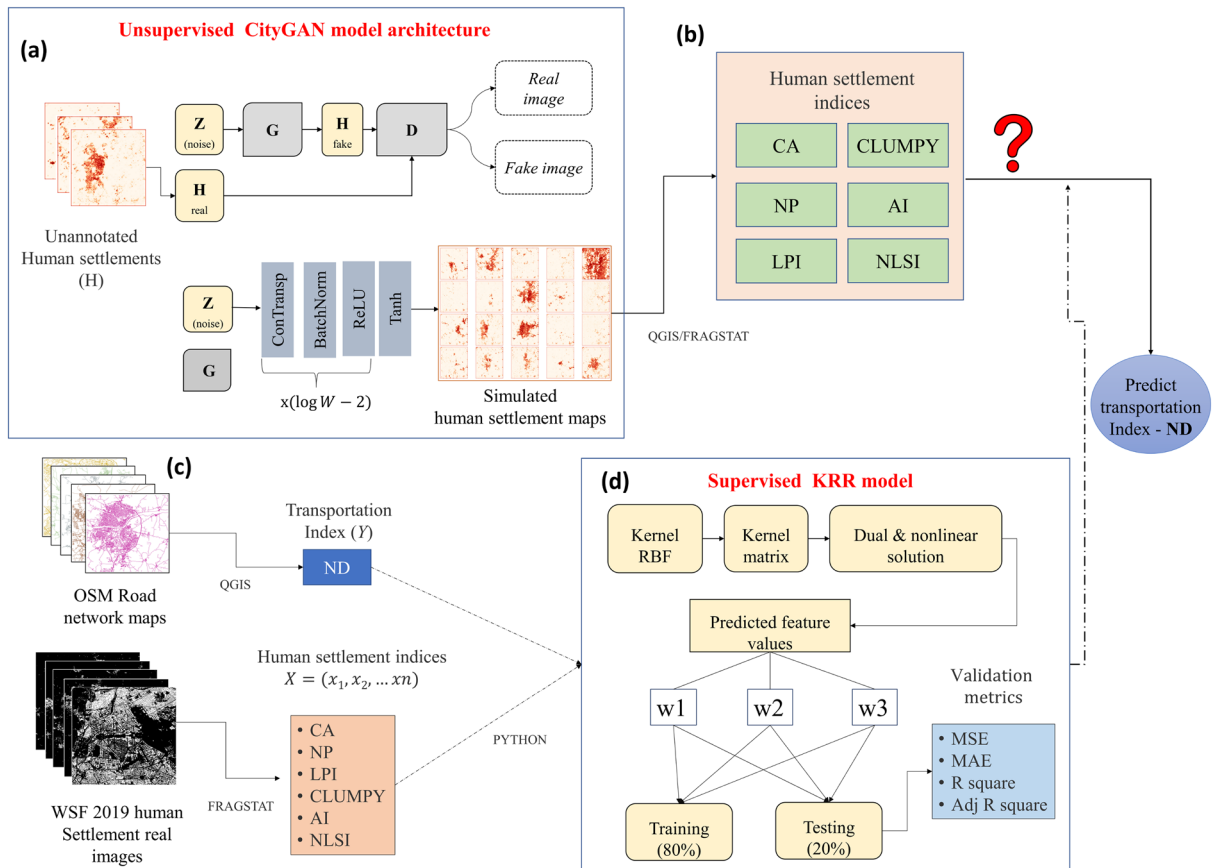 Unsupervised CityGAN model architecture
(a)
Z
(noise)
G
H
fake
D
Real
image
Fake image
H
real
Unannotated
Human settlements
(H)
Z
(noise)
G
ConTransp
BatchNorm
ReLU
Tanh
x(log W − 2)
Simulated
human settlement maps
QGIS/FRAGSTAT
(b)
Human settlement
indices
CA
CLUMPY
NP
AI
LPI
NLSI
?
Predict
transportation
Index - ND
(c)
OSM Road
network maps
QGIS
Transportation
Index (Y)
ND
WSF 2019 human
Settlement real
images
FRAGSTAT
Human settlement indices
X = (x₁, x₂, … xn)
• CA
• NP
• LPI
• CLUMPY
• AI
• NLSI
PYTHON
(d)
Supervised KRR model
Kernel
RBF
Kernel
matrix
Dual & nonlinear
solution
Predicted feature
values
w1
w2
w3
Training
(80%)
Testing
(20%)
Validation
metrics
• MSE
• MAE
• R square
• Adj R square